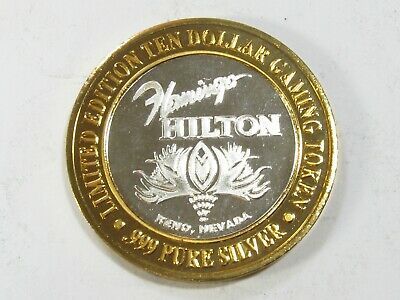 LIMITED EDITION TEN DOLLAR GAMING TOKEN
Flamingo
HILTON
RENO, NEVADA
.999 PURE SILVER